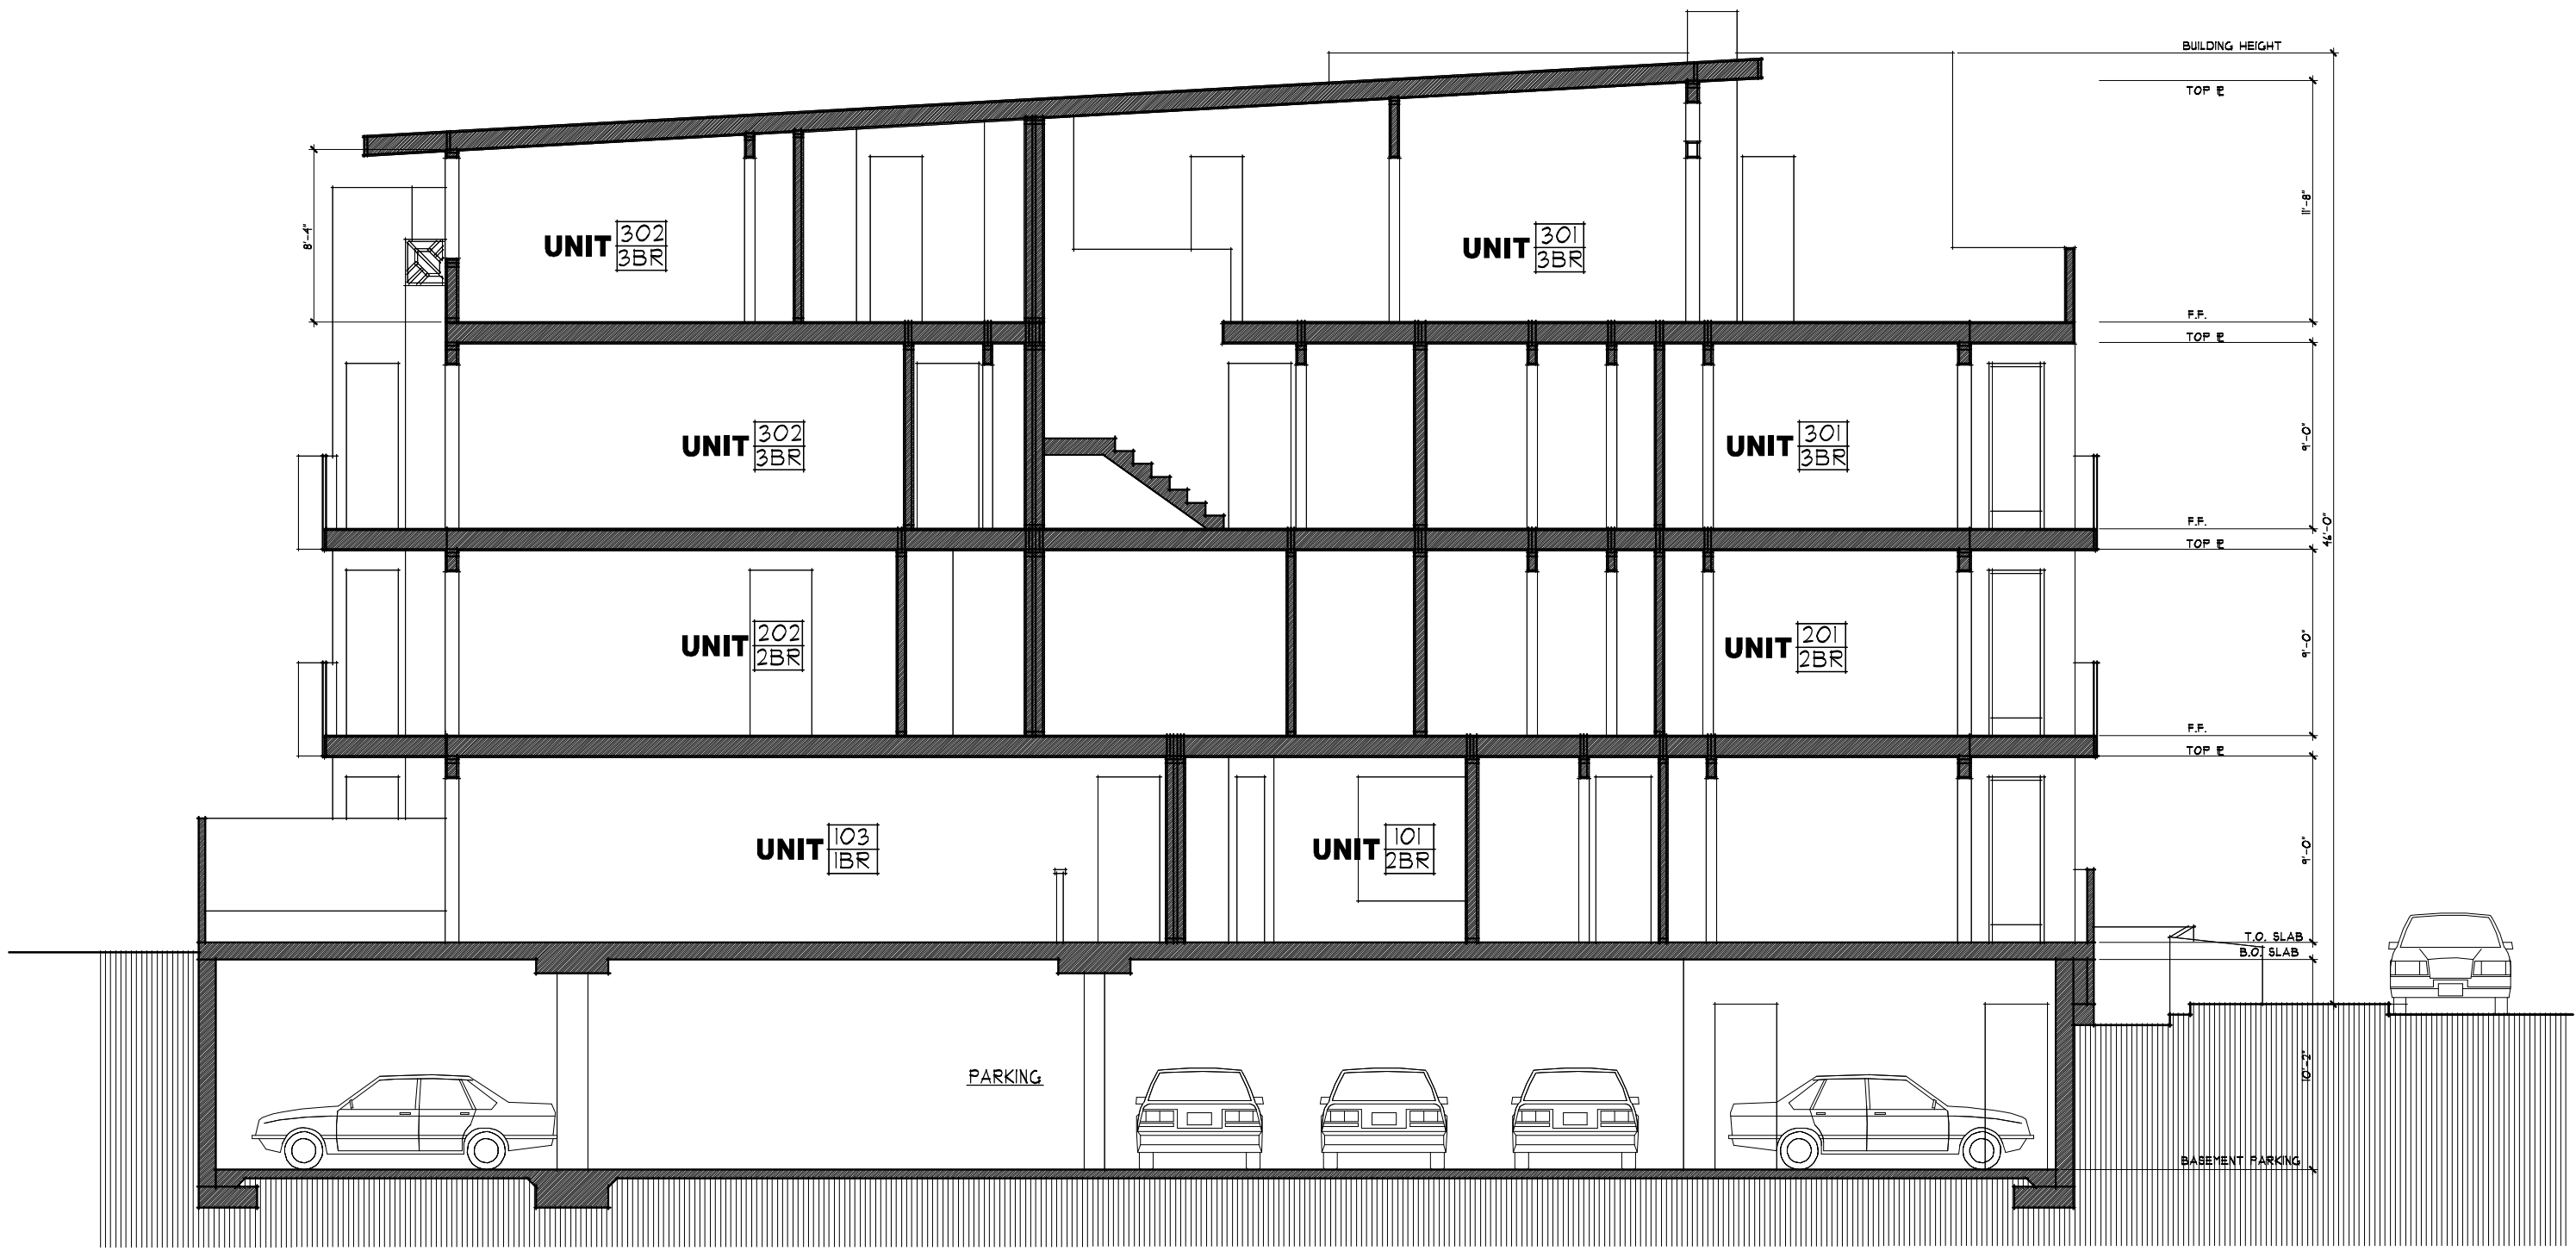 BUILDING HEIGHT
TOP ⅊
8'-4"
UNIT 302
3BR
UNIT 301
3BR
11'-8"
F.F.
TOP ⅊
UNIT 302
3BR
UNIT 301
3BR
9'-0"
F.F.
46'-0"
TOP ⅊
UNIT 202
2BR
UNIT 201
2BR
9'-0"
F.F.
TOP ⅊
UNIT 103
1BR
UNIT 101
2BR
9'-0"
T.O. SLAB
B.O. SLAB
PARKING
10'-2"
BASEMENT PARKING